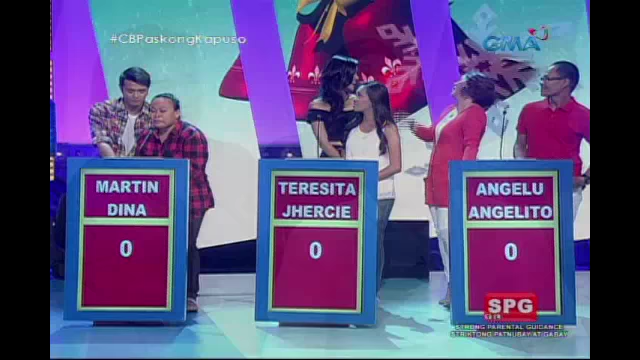 #CBPaskongKapuso
GMA
MARTIN
DINA
0
TERESITA
JHERCIE
0
ANGELU
ANGELITO
0
SPG
STRONG PARENTAL GUIDANCE
STRIKTONG PATNUBAY AT GABAY